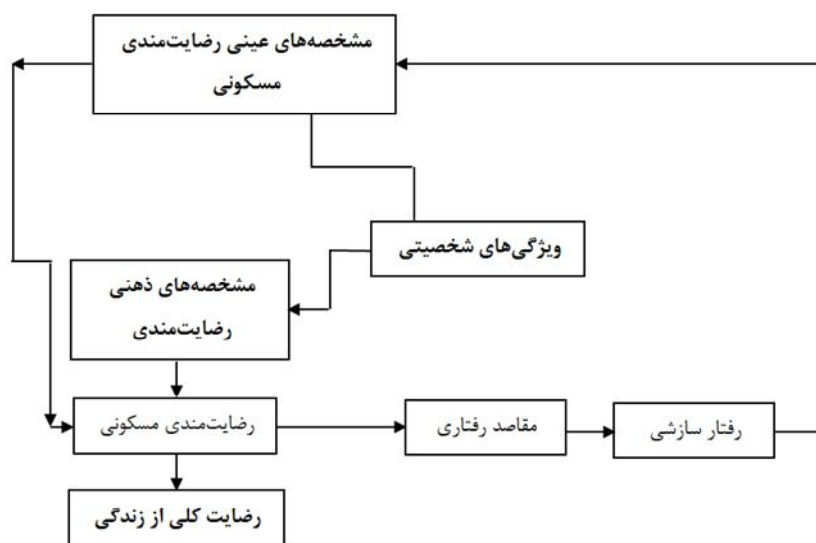 مشخصه‌های عینی رضایت‌مندی
مسکونی
ویژگی‌های شخصیتی
مشخصه‌های ذهنی
رضایت‌مندی
رضایت‌مندی مسکونی
مقاصد رفتاری
رفتار سازشی
رضایت کلی از زندگی